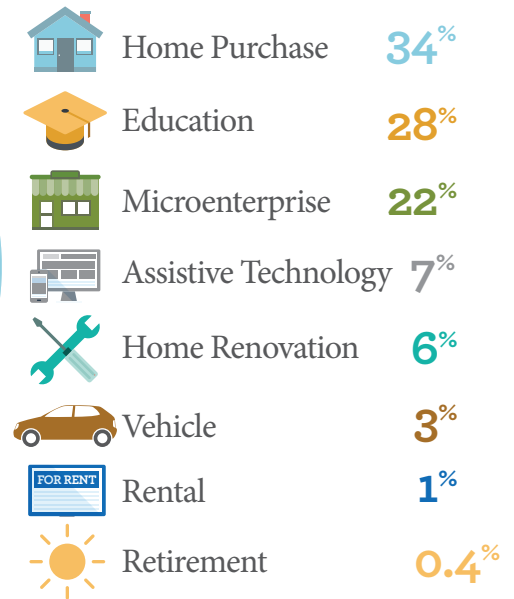 Home Purchase 34%
Education 28%
Microenterprise 22%
Assistive Technology 7%
Home Renovation 6%
Vehicle 3%
FOR RENT
Rental 1%
Retirement 0.4%